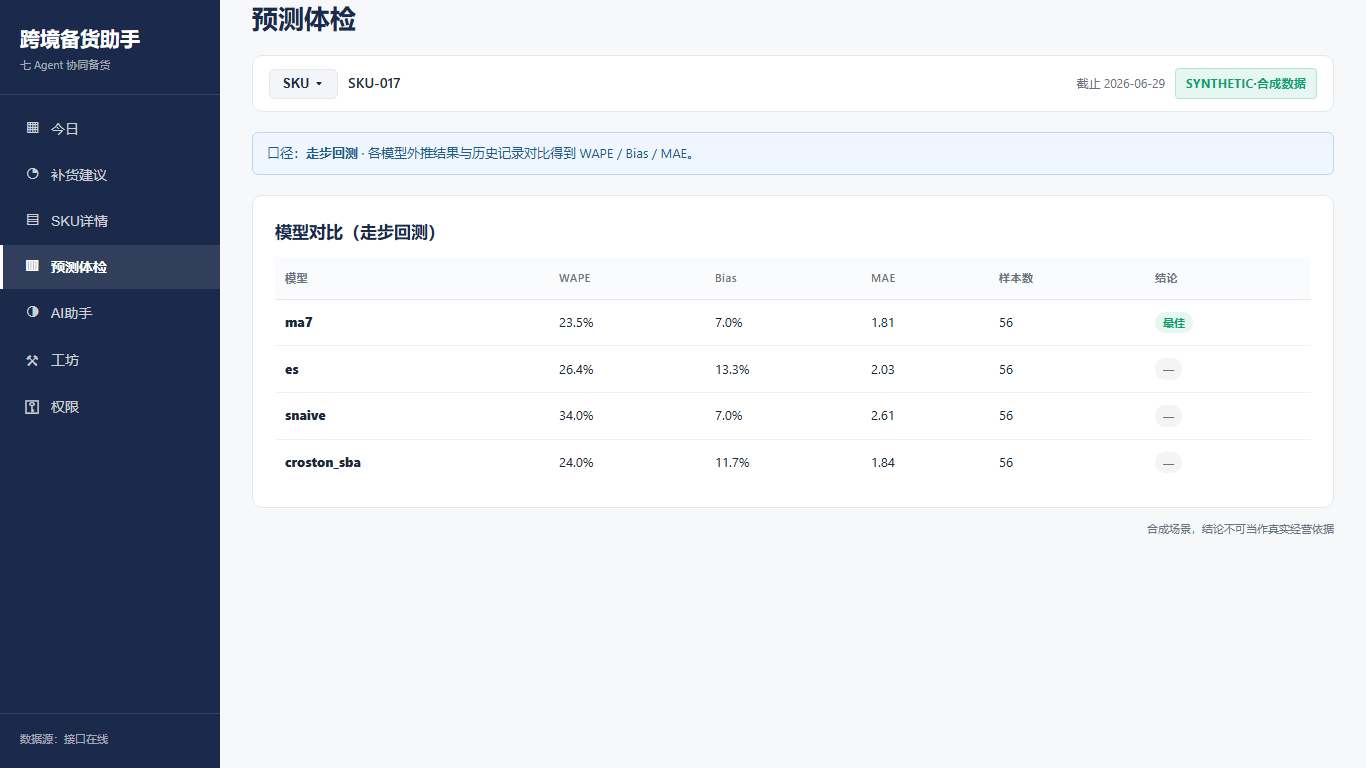 跨境备货助手
七 Agent 协同备货
今日
补货建议
SKU详情
预测体检
AI助手
工坊
权限
数据源：接口在线
预测体检
SKU SKU-017 截止 2026-06-29 SYNTHETIC·合成数据
口径：走步回测 · 各模型外推结果与历史记录对比得到 WAPE / Bias / MAE。
模型对比（走步回测）
模型 WAPE Bias MAE 样本数 结论
ma7 23.5% 7.0% 1.81 56 最佳
es 26.4% 13.3% 2.03 56 —
snaive 34.0% 7.0% 2.61 56 —
croston_sba 24.0% 11.7% 1.84 56 —
合成场景，结论不可当作真实经营依据